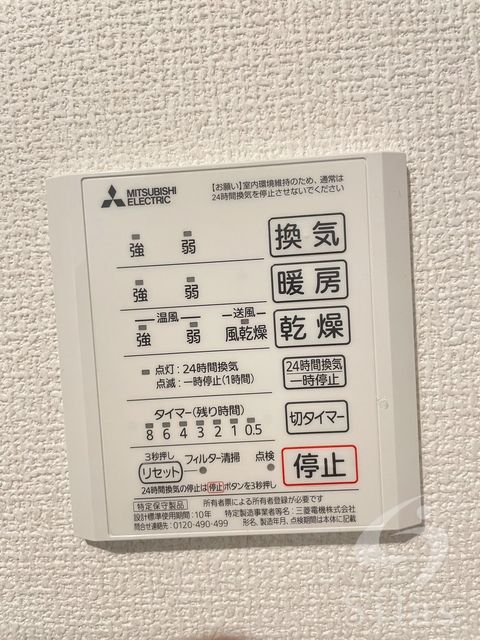 MITSUBISHI
ELECTRIC
【お願い】室内環境維持のため、通常は
24時間換気を停止させないでください
強 弱 換気
強 弱 暖房
温風 送風
強 弱 風乾燥 乾燥
点灯:24時間換気
点滅:一時停止(1時間)
24時間換気
一時停止
タイマー(残り時間)
8 6 4 3 2 1 0.5
切タイマー
3秒押し
リセット フィルター清掃 点検
停止
24時間換気の停止は停止ボタンを3秒押し
特定保守製品 所有者票による所有者登録が必要です
設計標準使用期間:10年 特定製造事業者等名:三菱電機株式会社
問合せ連絡先:0120-490-499 形名、製造年月、点検期間は本体に記載